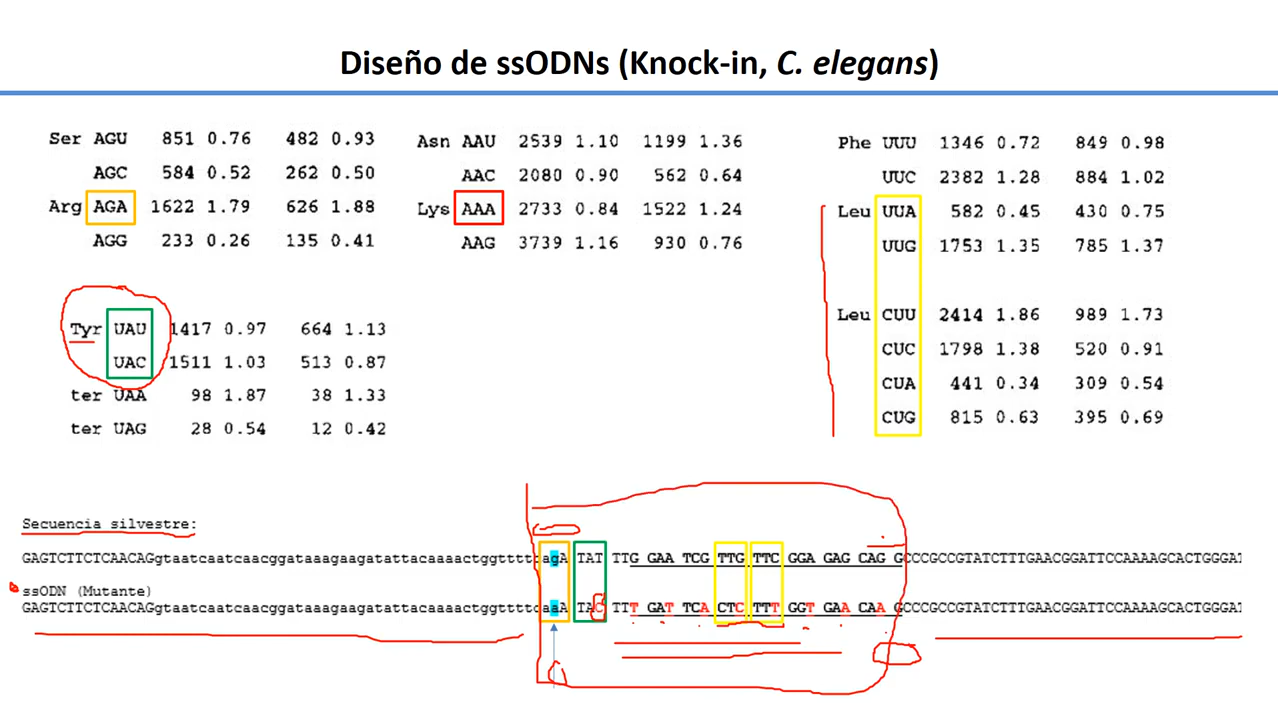 Diseño de ssODNs (Knock-in, C. elegans)
Ser AGU 851 0.76 482 0.93
AGC 584 0.52 262 0.50
Arg AGA 1622 1.79 626 1.88
AGG 233 0.26 135 0.41
Tyr UAU 1417 0.97 664 1.13
UAC 1511 1.03 513 0.87
ter UAA 98 1.87 38 1.33
ter UAG 28 0.54 12 0.42
Asn AAU 2539 1.10 1199 1.36
AAC 2080 0.90 562 0.64
Lys AAA 2733 0.84 1522 1.24
AAG 3739 1.16 930 0.76
Phe UUU 1346 0.72 849 0.98
UUC 2382 1.28 884 1.02
Leu UUA 582 0.45 430 0.75
UUG 1753 1.35 785 1.37
Leu CUU 2414 1.86 989 1.73
CUC 1798 1.38 520 0.91
CUA 441 0.34 309 0.54
CUG 815 0.63 395 0.69
Secuencia silvestre:
GAGTCTTCTCAACAGgtaatcaatcaacggataaagaagatattacaaaactggttttcagA TAT TTG GAA TCG TTG TTC GGA GAG CAG GCCCGCCGTATCTTTGAACGGATTCCAAAAGCACTGGGAT
ssODN (Mutante)
GAGTCTTCTCAACAGgtaatcaatcaacggataaagaagatattacaaaactggttttcaaA TAC TTT GAT TCA CTC TTT GGT GAA CAA GCCCGCCGTATCTTTGAACGGATTCCAAAAGCACTGGGAT